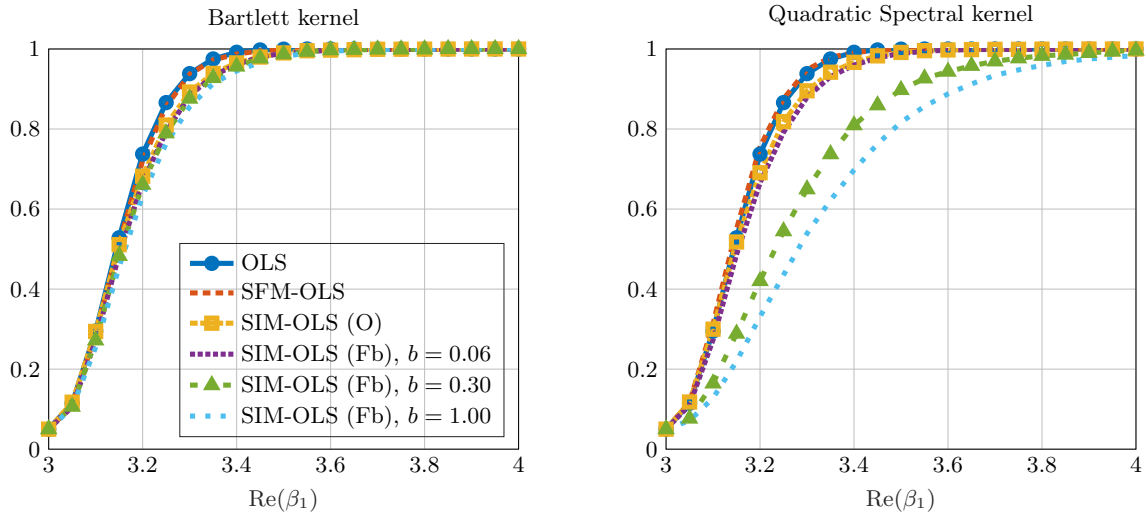 Bartlett kernel
1
0.8
0.6
0.4
0.2
0
3 3.2 3.4 3.6 3.8 4
Re(β₁)
OLS
SFM-OLS
SIM-OLS (O)
SIM-OLS (Fb), b = 0.06
SIM-OLS (Fb), b = 0.30
SIM-OLS (Fb), b = 1.00
Quadratic Spectral kernel
1
0.8
0.6
0.4
0.2
0
3 3.2 3.4 3.6 3.8 4
Re(β₁)